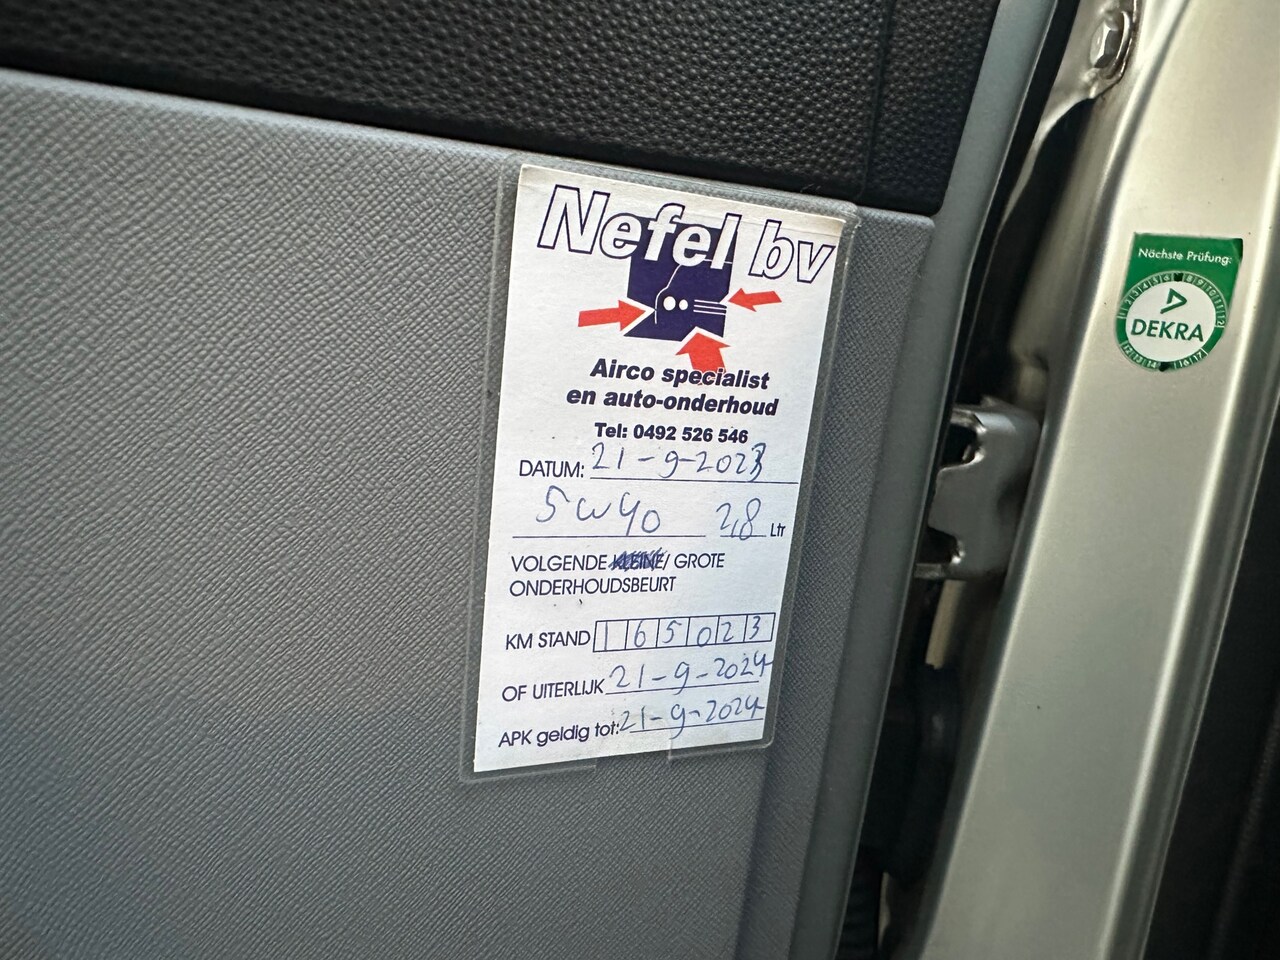 Nefel bv
Airco specialist
en auto-onderhoud
Tel: 0492 526 546
DATUM: 21-9-2023
5W40 2,8 Ltr
VOLGENDE KLEINE/ GROTE
ONDERHOUDSBEURT
KM STAND 165023
OF UITERLIJK 21-9-2024
APK geldig tot: 21-9-2024
Nächste Prüfung:
DEKRA